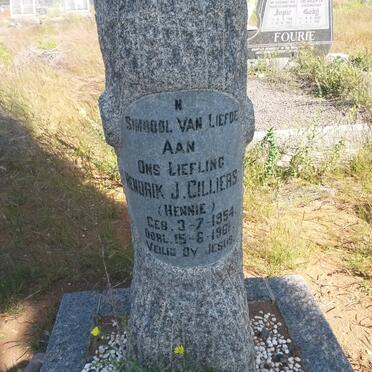 FOURIE
N
SIMBOOL VAN LIEFDE
AAN
ONS LIEFLING
HENDRIK J. CILLIERS
(HENNIE)
GEB. 3-7-1954
OORL. 15-6-1961
VEILIG BY JESUS